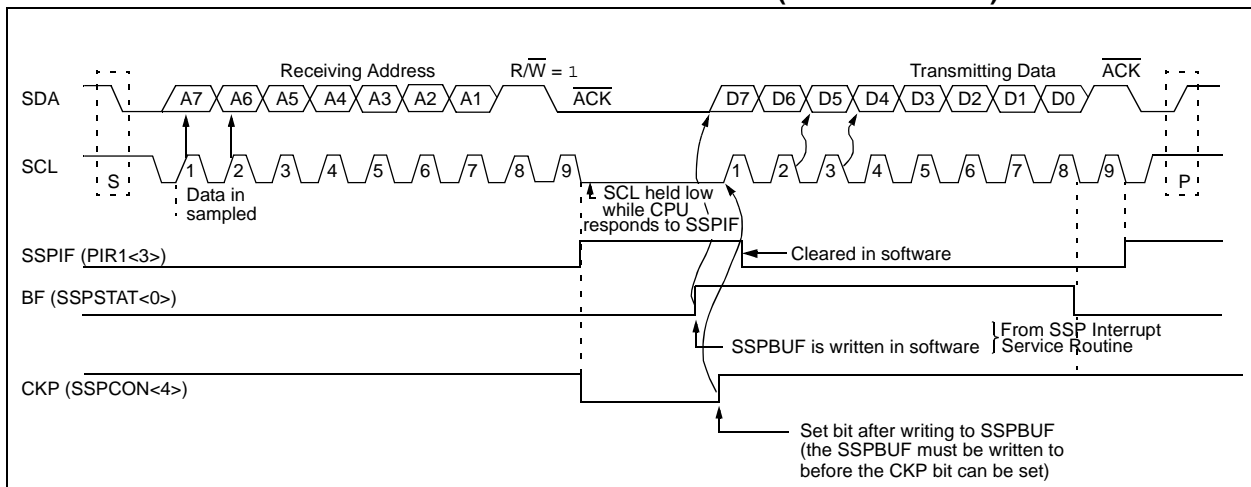 Receiving Address
R/W = 1
Transmitting Data
ACK
SDA
A7 A6 A5 A4 A3 A2 A1
ACK
D7 D6 D5 D4 D3 D2 D1 D0
SCL
S
1 2 3 4 5 6 7 8 9
1 2 3 4 5 6 7 8 9
P
Data in
sampled
SCL held low
while CPU
responds to SSPIF
SSPIF (PIR1<3>)
Cleared in software
BF (SSPSTAT<0>)
SSPBUF is written in software
From SSP Interrupt
Service Routine
CKP (SSPCON<4>)
Set bit after writing to SSPBUF
(the SSPBUF must be written to
before the CKP bit can be set)